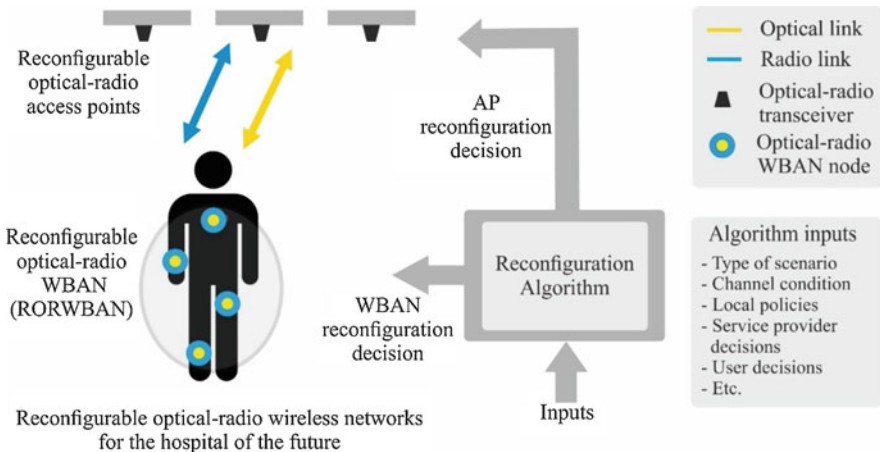 Reconfigurable
optical-radio
access points
AP
reconfiguration
decision
Optical link
Radio link
Optical-radio
transceiver
Optical-radio
WBAN node
Reconfigurable
optical-radio
WBAN
(RORWBAN)
WBAN
reconfiguration
decision
Reconfiguration
Algorithm
Inputs
Algorithm inputs
- Type of scenario
- Channel condition
- Local policies
- Service provider
decisions
- User decisions
- Etc.
Reconfigurable optical-radio wireless networks
for the hospital of the future